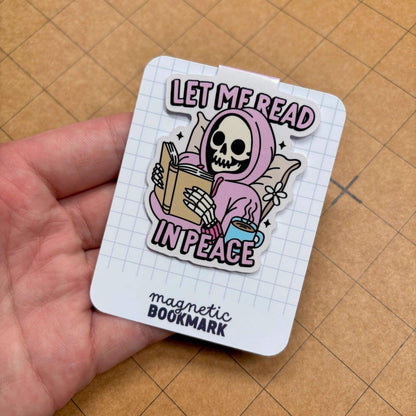 LET ME READ
IN PEACE
magnetic
BOOKMARK